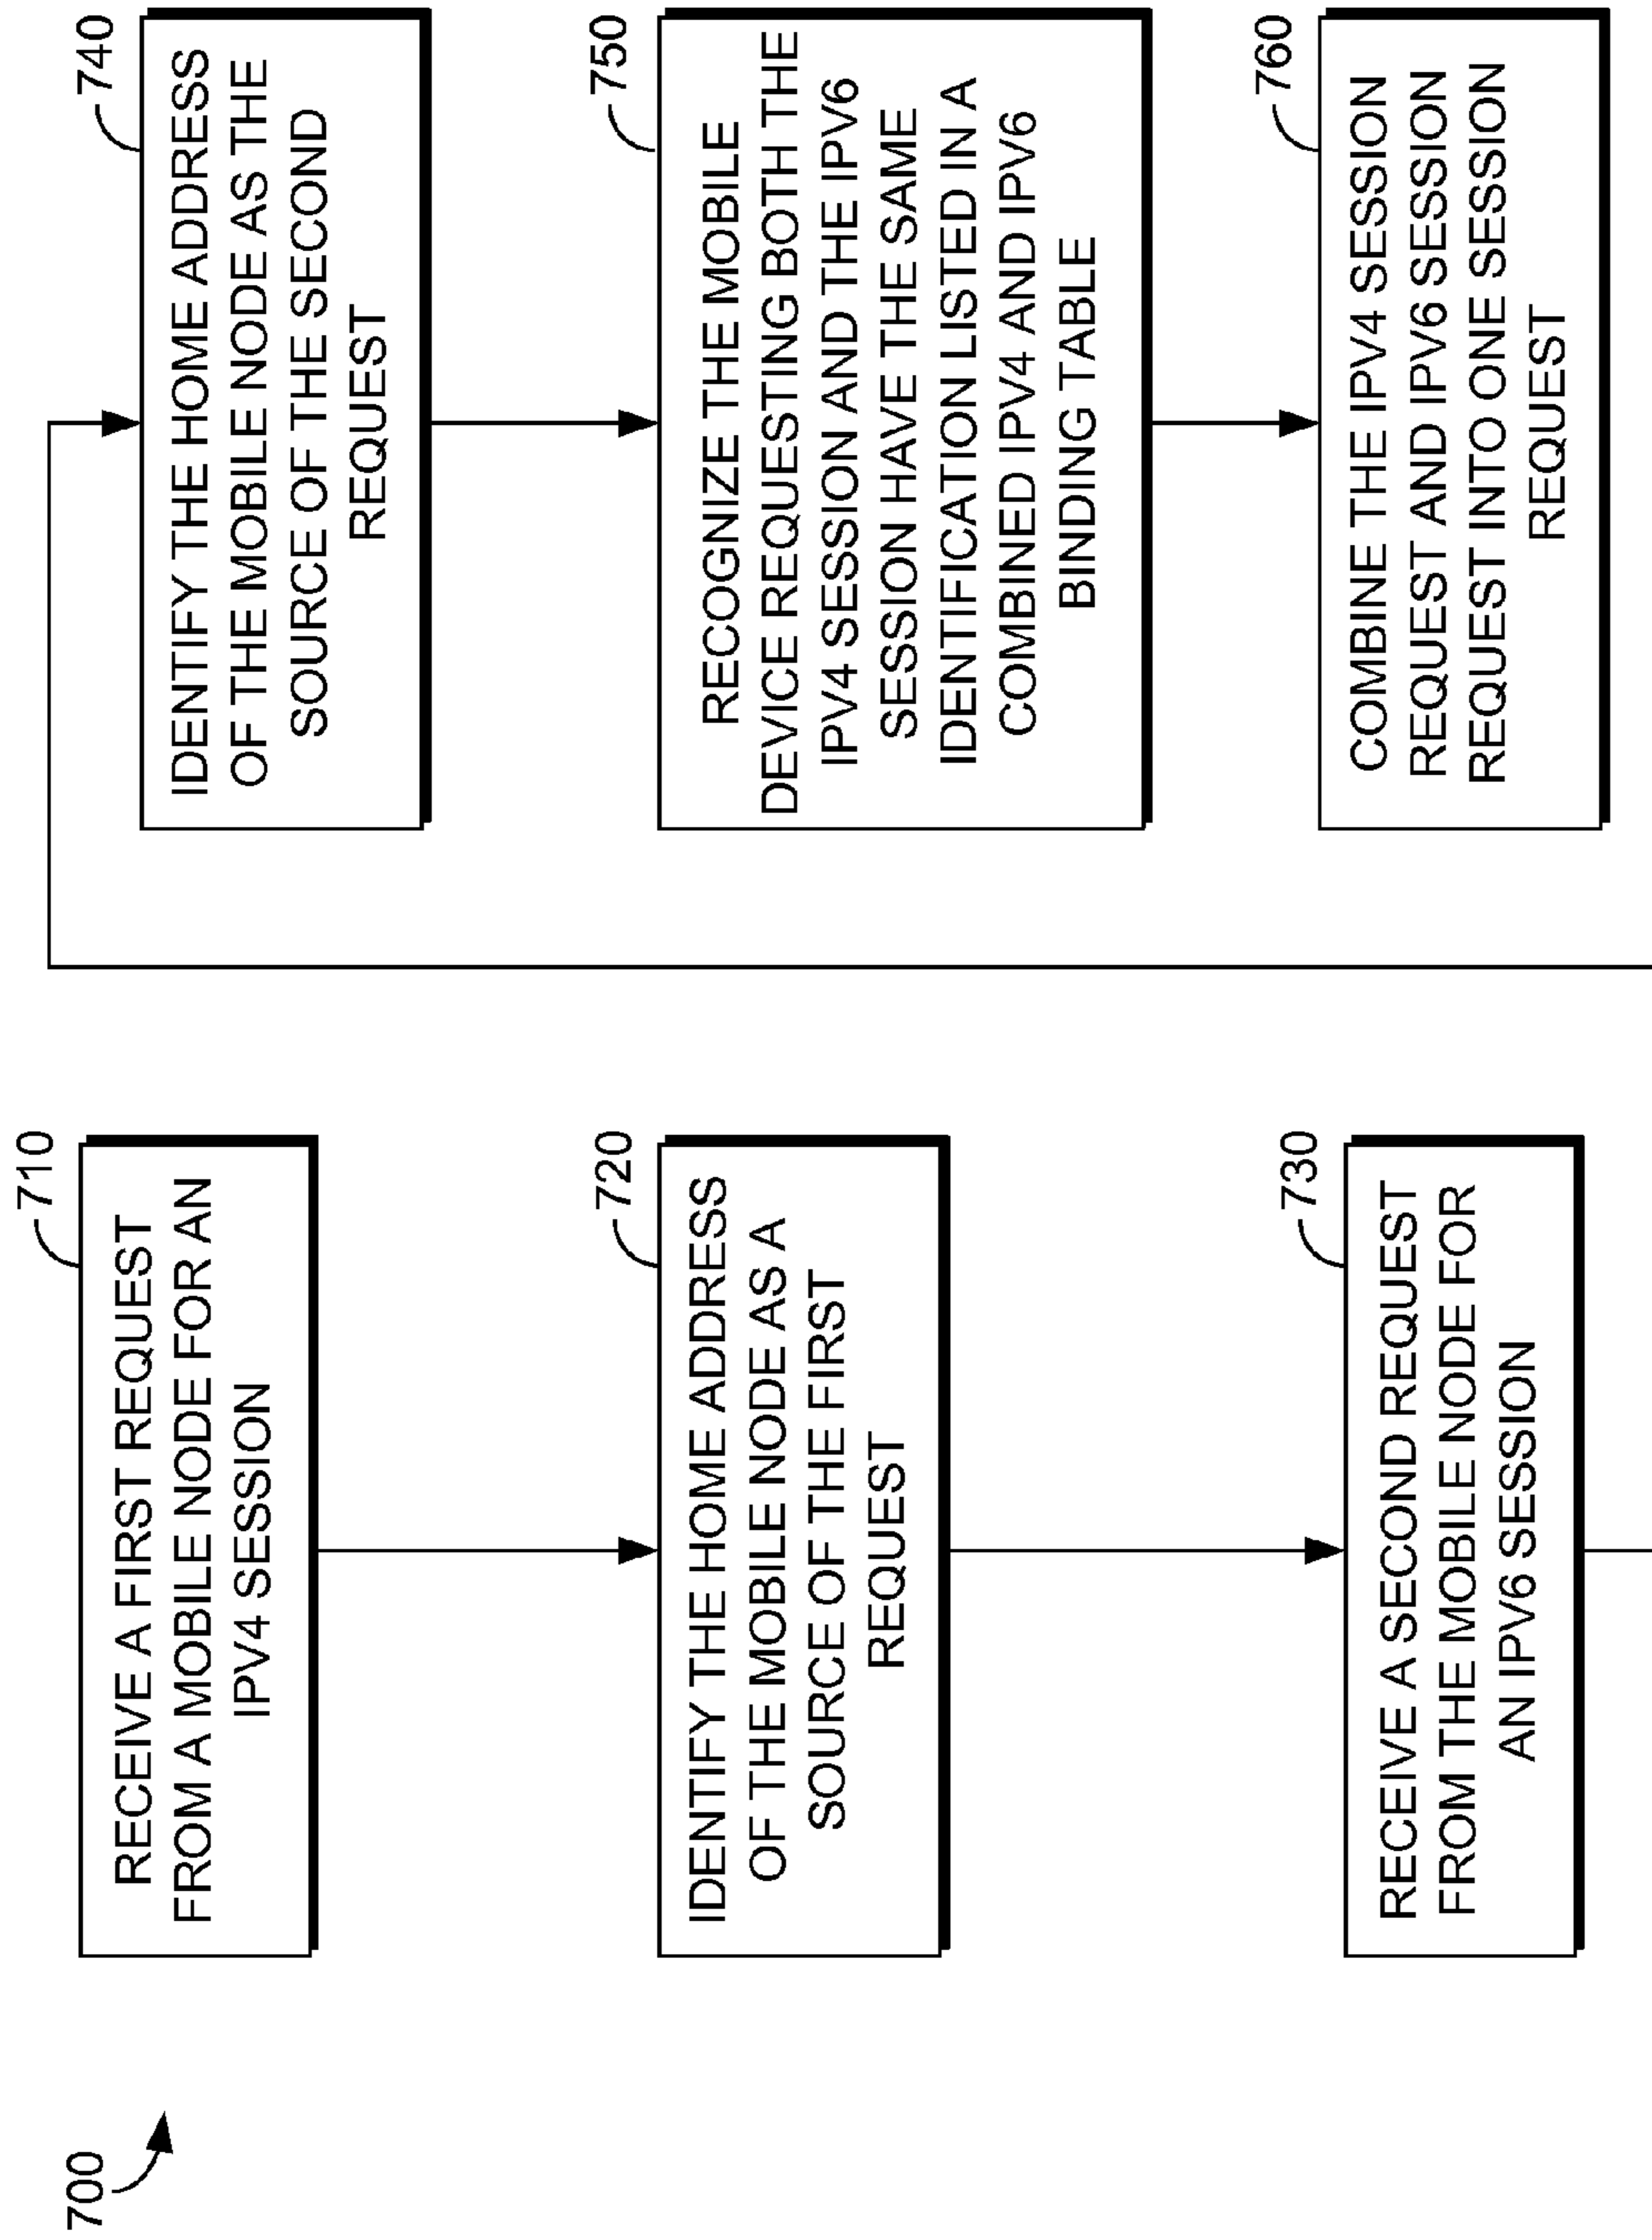 700
710
RECEIVE A FIRST REQUEST
FROM A MOBILE NODE FOR AN
IPV4 SESSION
720
IDENTIFY THE HOME ADDRESS
OF THE MOBILE NODE AS A
SOURCE OF THE FIRST
REQUEST
730
RECEIVE A SECOND REQUEST
FROM THE MOBILE NODE FOR
AN IPV6 SESSION
740
IDENTIFY THE HOME ADDRESS
OF THE MOBILE NODE AS THE
SOURCE OF THE SECOND
REQUEST
750
RECOGNIZE THE MOBILE
DEVICE REQUESTING BOTH THE
IPV4 SESSION AND THE IPV6
SESSION HAVE THE SAME
IDENTIFICATION LISTED IN A
COMBINED IPV4 AND IPV6
BINDING TABLE
760
COMBINE THE IPV4 SESSION
REQUEST AND IPV6 SESSION
REQUEST INTO ONE SESSION
REQUEST